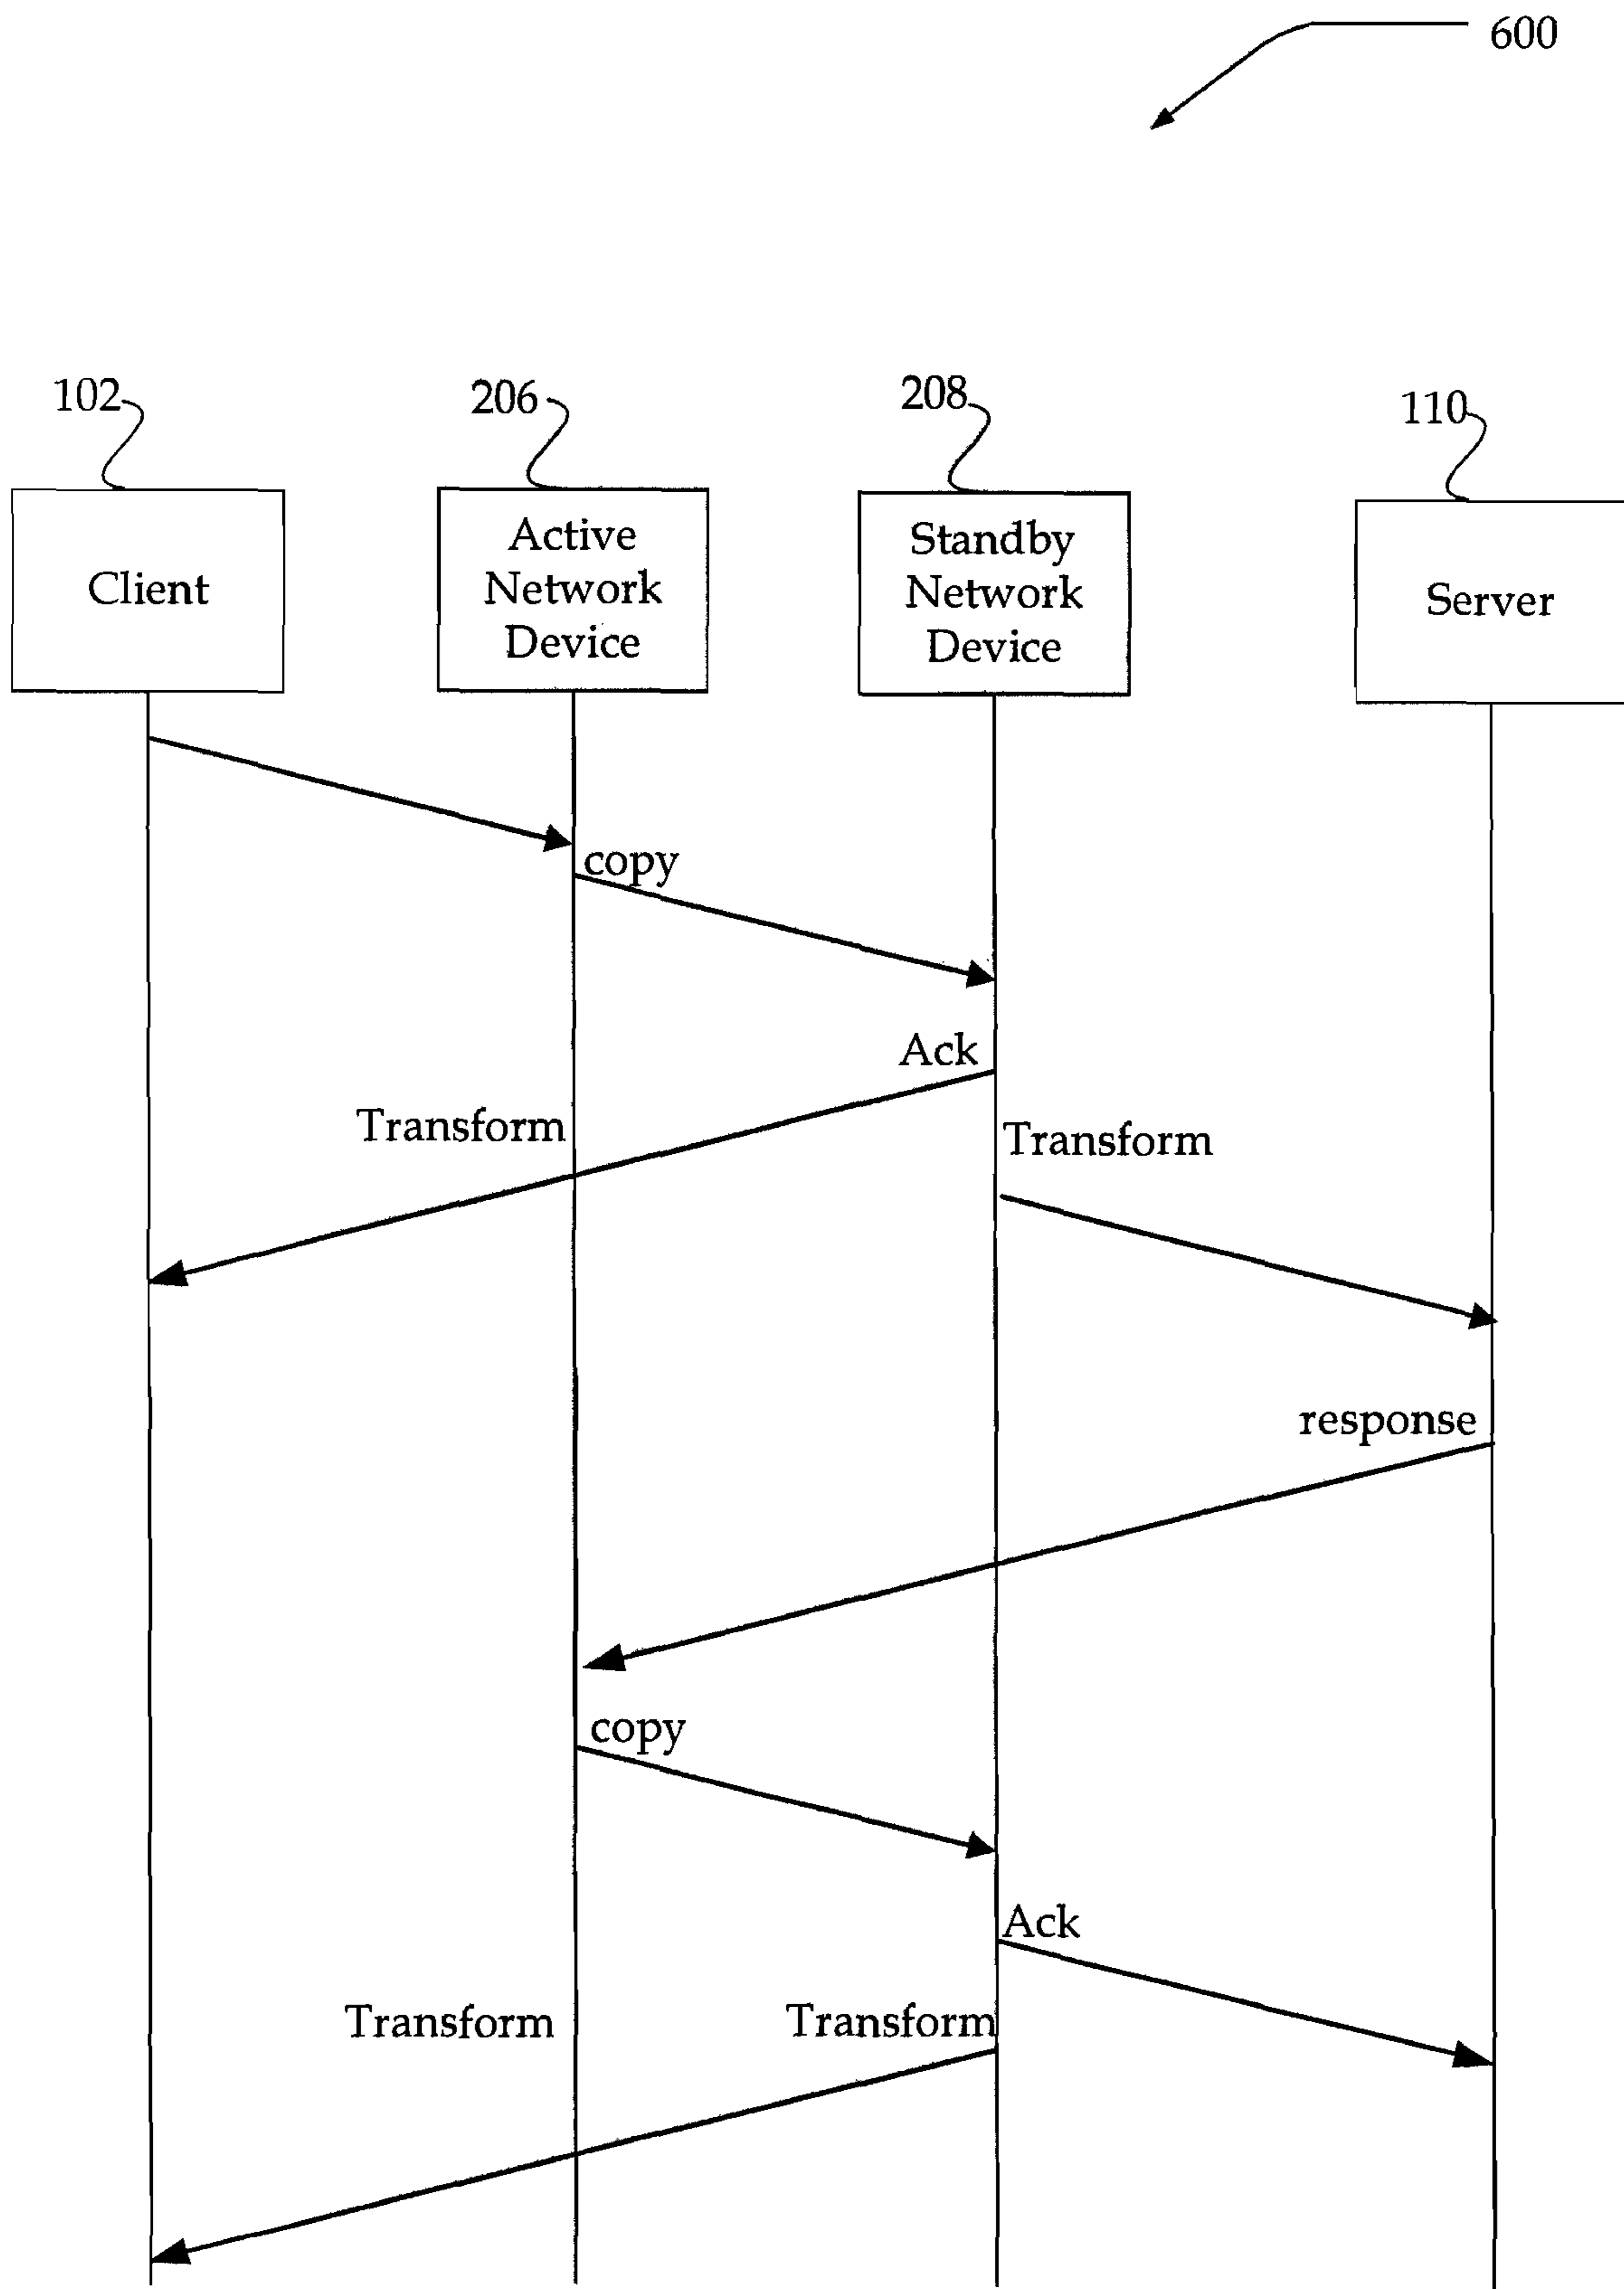 600
102
206
208
110
Client
Active
Network
Device
Standby
Network
Device
Server
copy
Ack
Transform
Transform
response
copy
Ack
Transform
Transform